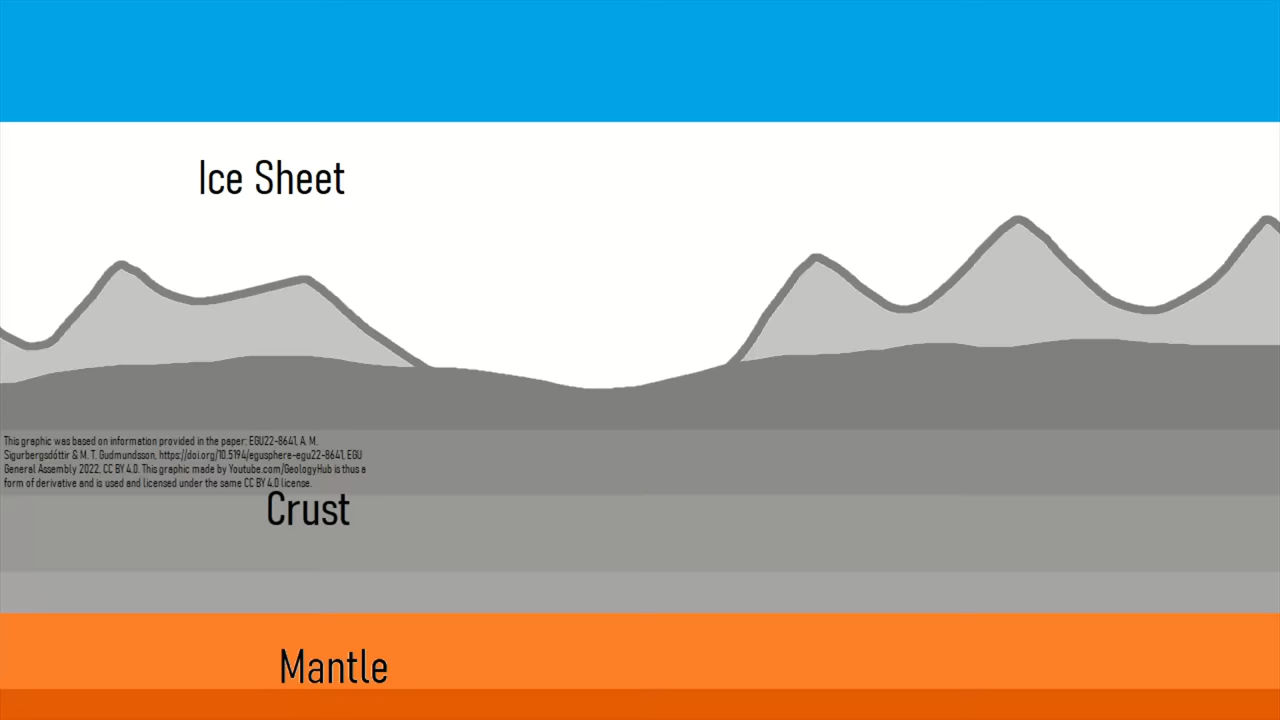 Ice Sheet
This graphic was based on information provided in the paper: EGU22-8641, A. M.
Sigurbergsdóttir & M. T. Gudmundsson, https://doi.org/10.5194/egusphere-egu22-8641, EGU
General Assembly 2022, CC BY 4.0. This graphic made by Youtube.com/GeologyHub is thus a
form of derivative and is used and licensed under the same CC BY 4.0 license.
Crust
Mantle